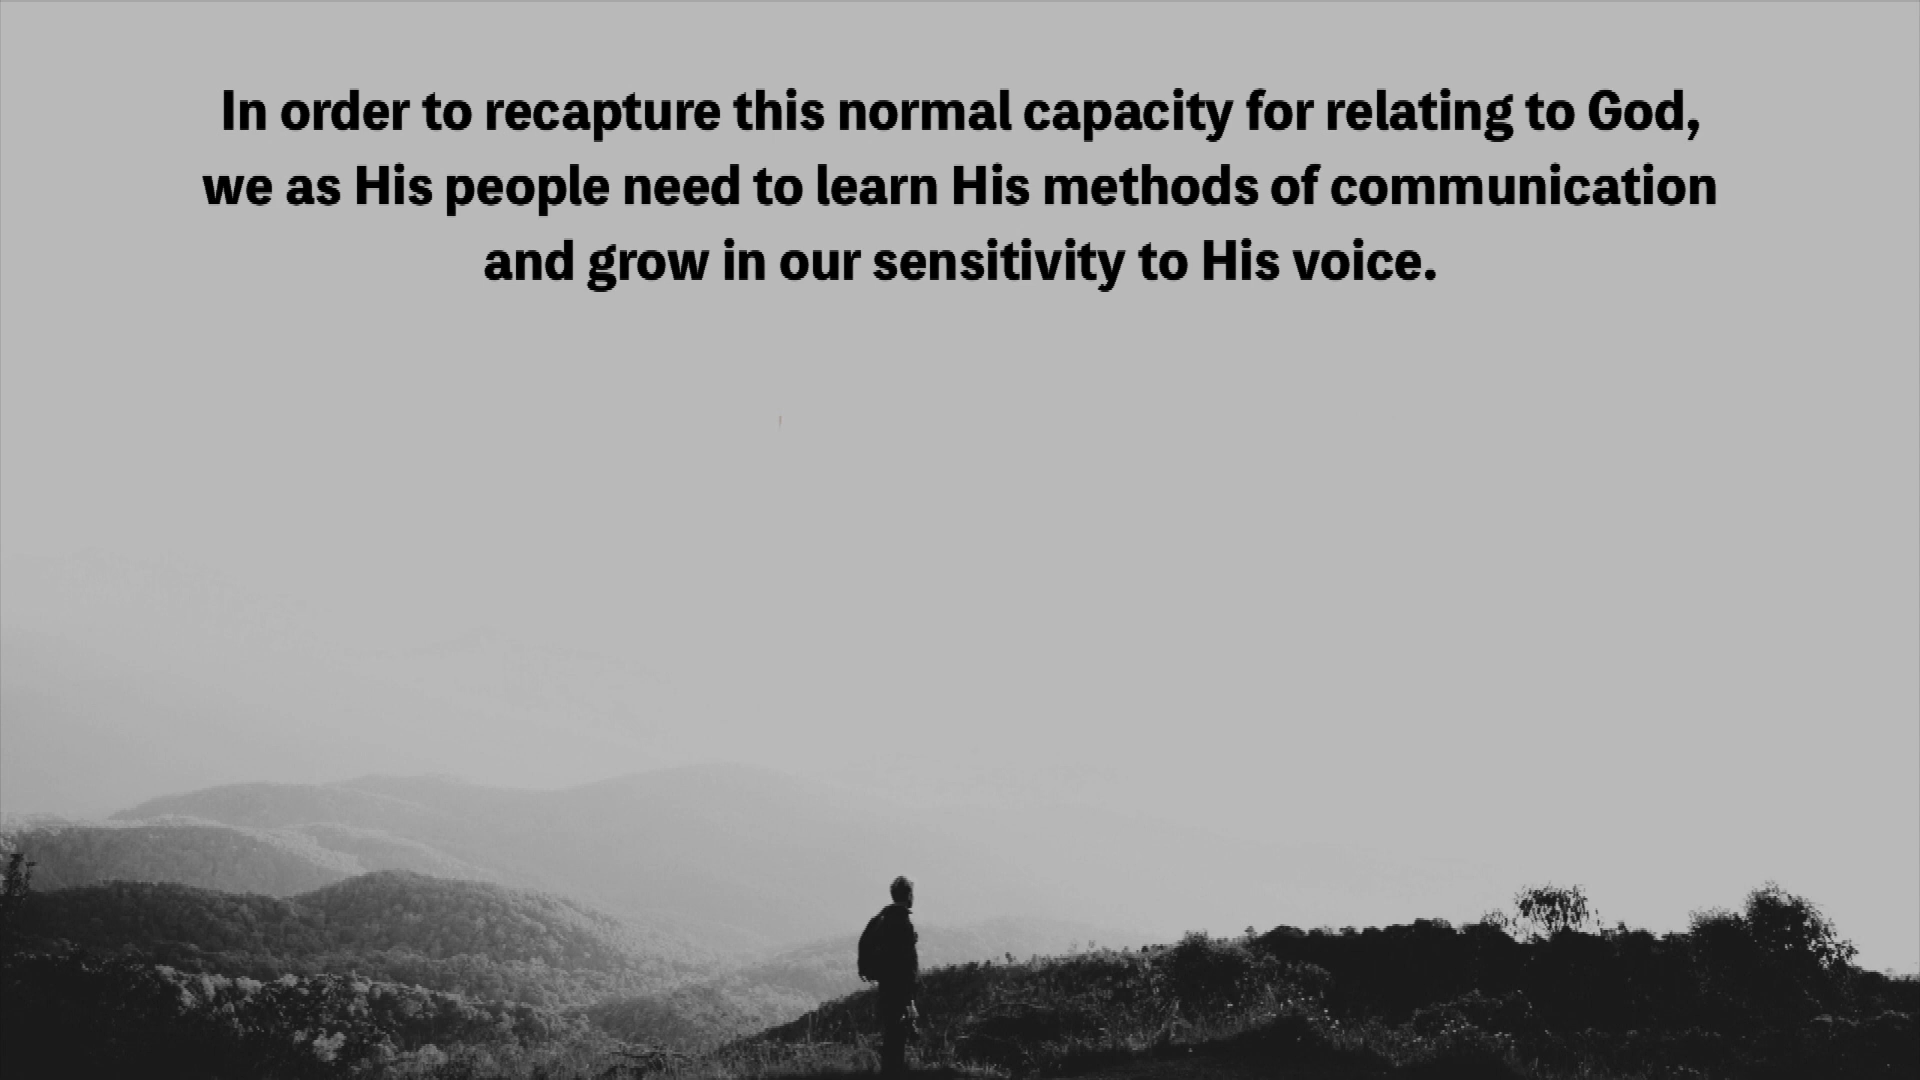 In order to recapture this normal capacity for relating to God,
we as His people need to learn His methods of communication
and grow in our sensitivity to His voice.